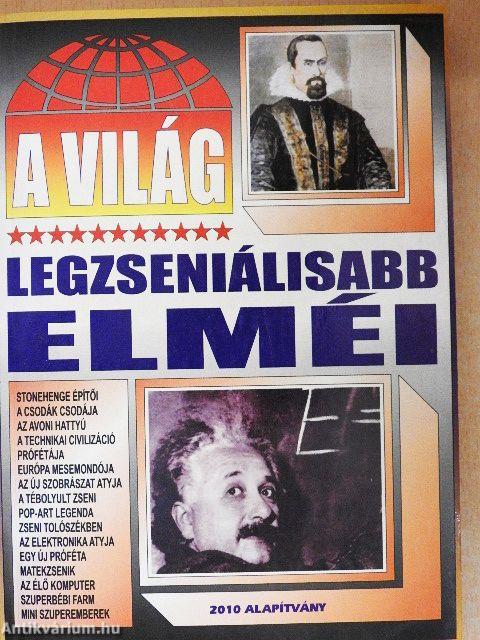 A VILÁG
LEGZSENIÁLISABB
ELMÉI
STONEHENGE ÉPÍTŐI
A CSODÁK CSODÁJA
AZ AVONI HATTYÚ
A TECHNIKAI CIVILIZÁCIÓ
PRÓFÉTÁJA
EURÓPA MESEMONDÓJA
AZ ÚJ SZOBRÁSZAT ATYJA
A TÉBOLYULT ZSENI
POP-ART LEGENDA
ZSENI TOLÓSZÉKBEN
AZ ELEKTRONIKA ATYJA
EGY ÚJ PRÓFÉTA
MATEKZSENIK
AZ ÉLŐ KOMPUTER
SZUPERBÉBI FARM
MINI SZUPEREMBEREK
E=
2010 ALAPÍTVÁNY
Antikvárium.hu